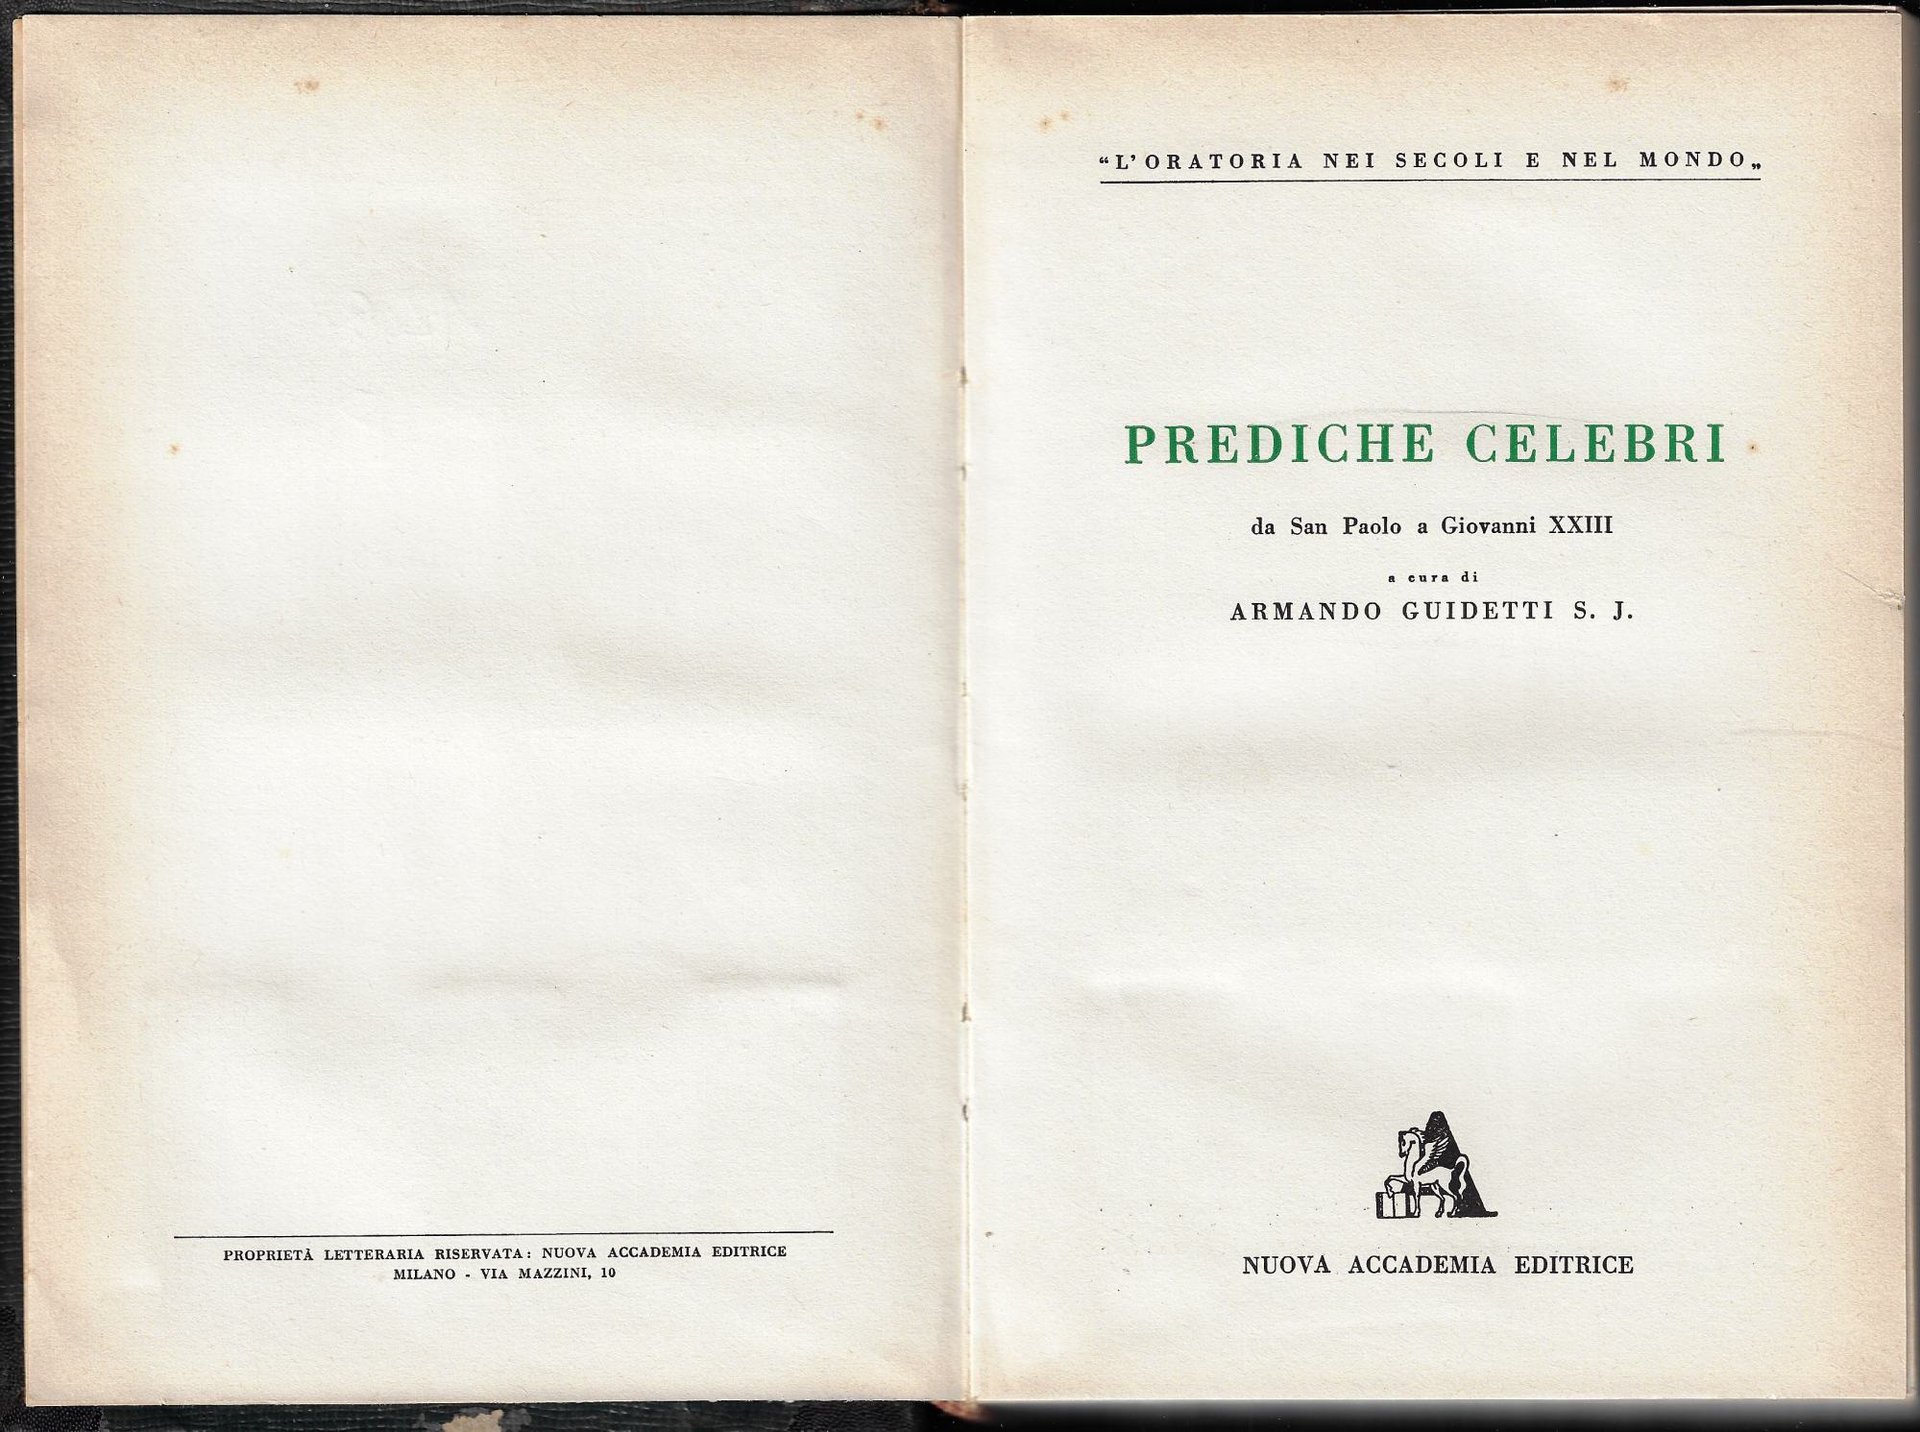 PROPRIETÀ LETTERARIA RISERVATA: NUOVA ACCADEMIA EDITRICE
MILANO - VIA MAZZINI, 10
“L'ORATORIA NEI SECOLI E NEL MONDO„
PREDICHE CELEBRI
da San Paolo a Giovanni XXIII
a cura di
ARMANDO GUIDETTI S. J.
A
NUOVA ACCADEMIA EDITRICE